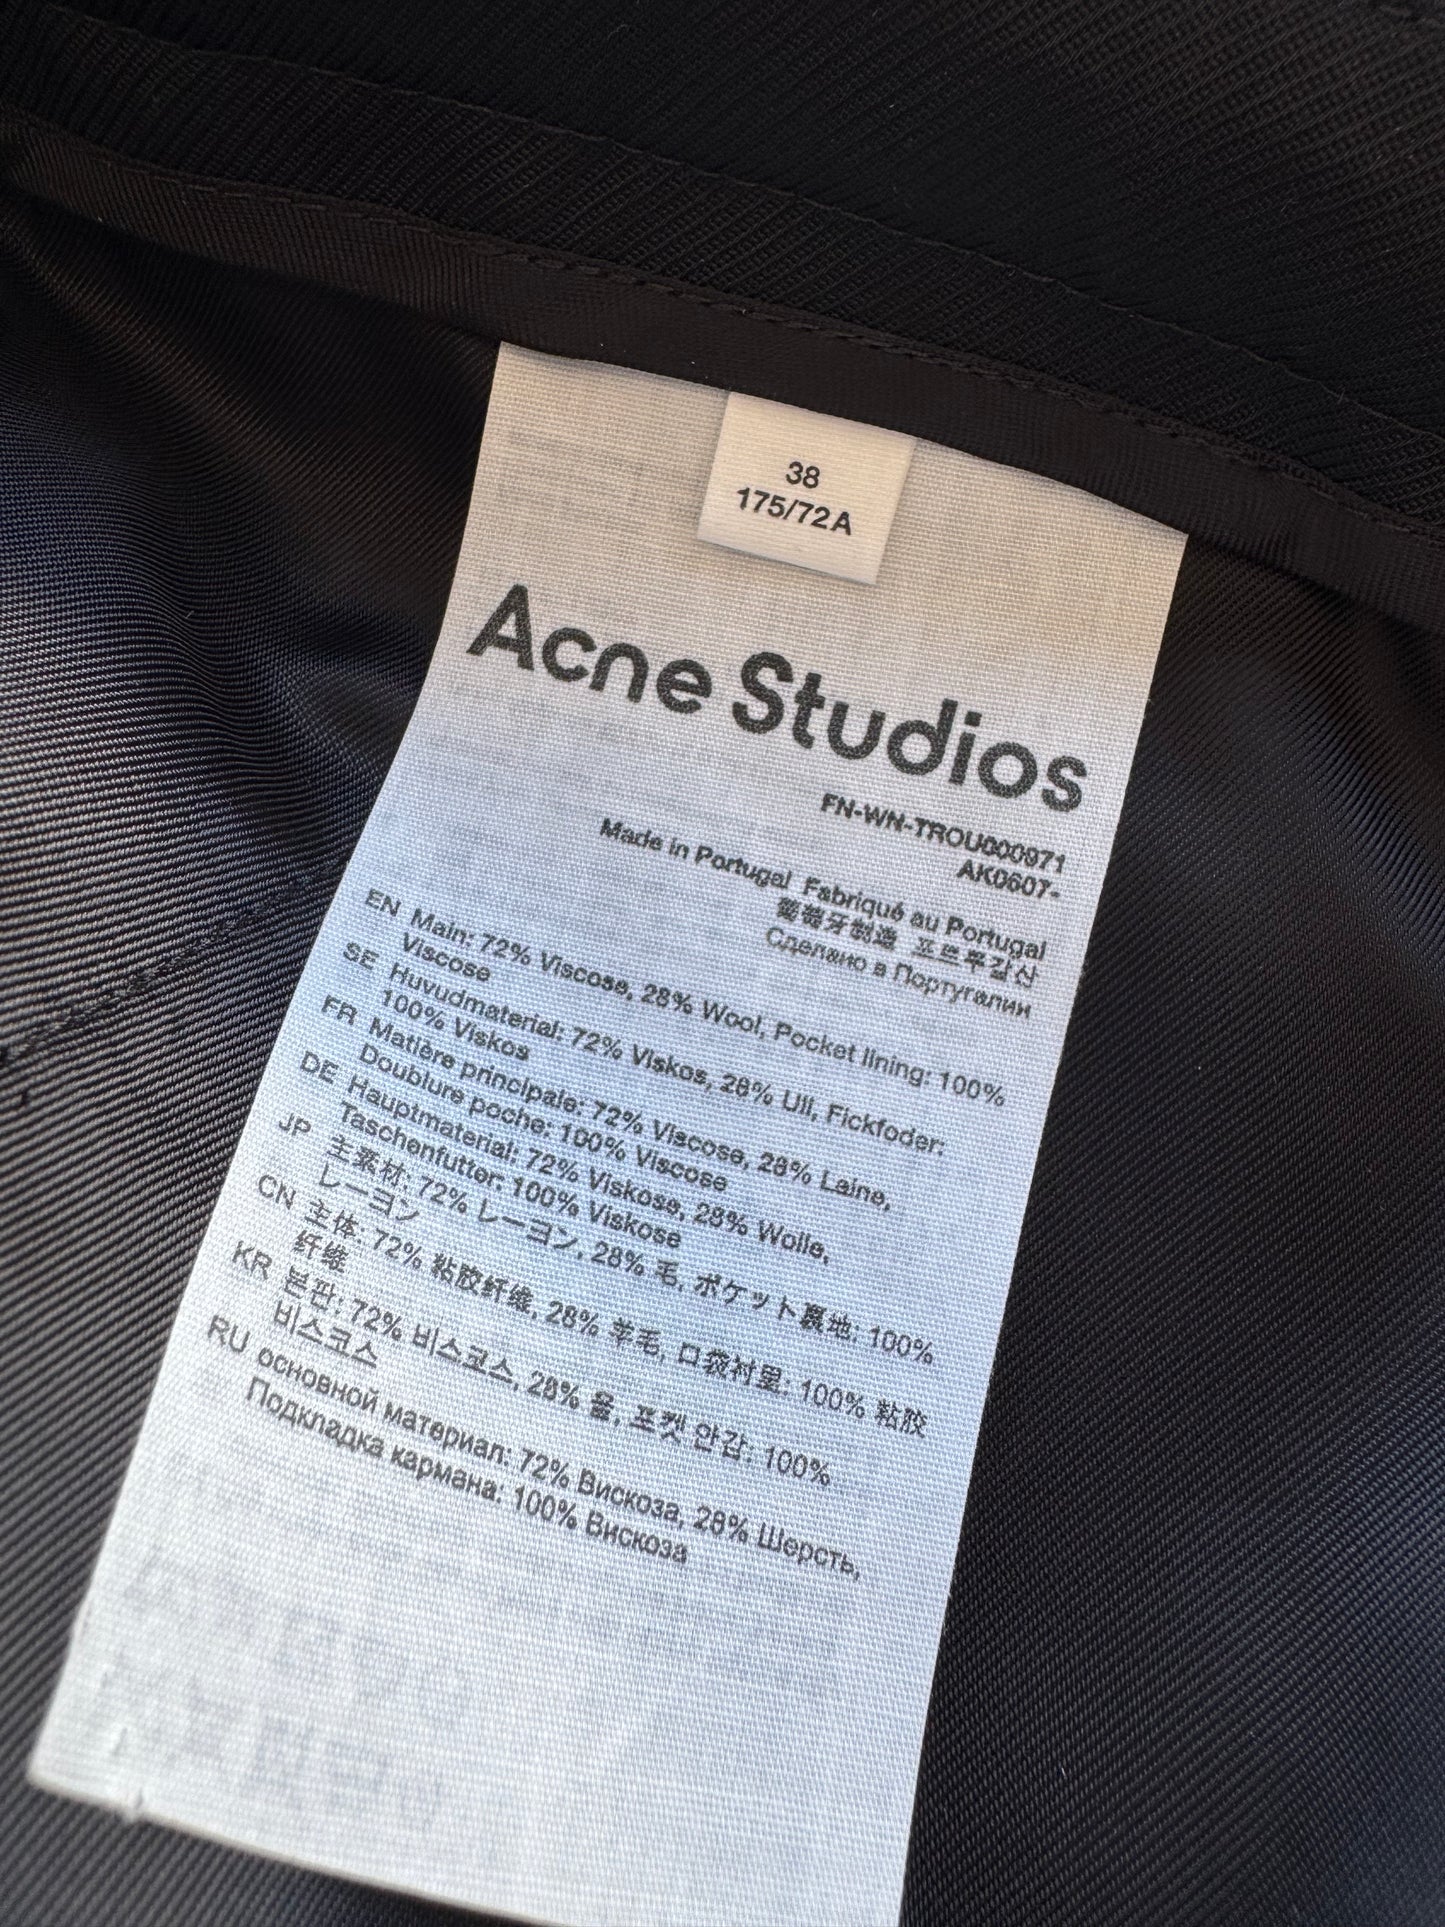 38
175/72A
Acne Studios
FN-WN-TROU000971
AK0607-
Made in Portugal Fabriqué au Portugal
葡萄牙制造 포르투갈산
Сделано в Португалии
EN Main: 72% Viscose, 28% Wool, Pocket lining: 100%
Viscose
SE Huvudmaterial: 72% Viskos, 28% Ull, Fickfoder:
100% Viskos
FR Matière principale: 72% Viscose, 28% Laine,
Doublure poche: 100% Viscose
DE Hauptmaterial: 72% Viskose, 28% Wolle,
Taschenfutter: 100% Viskose
JP 主素材: 72% レーヨン, 28% 毛, ポケット裏地: 100%
レーヨン
CN 主体: 72% 粘胶纤维, 28% 羊毛, 口袋衬里: 100% 粘胶
纤维
KR 본판: 72% 비스코스, 28% 울, 포켓 안감: 100%
비스코스
RU основной материал: 72% Вискоза, 28% Шерсть,
Подкладка кармана: 100% Вискоза